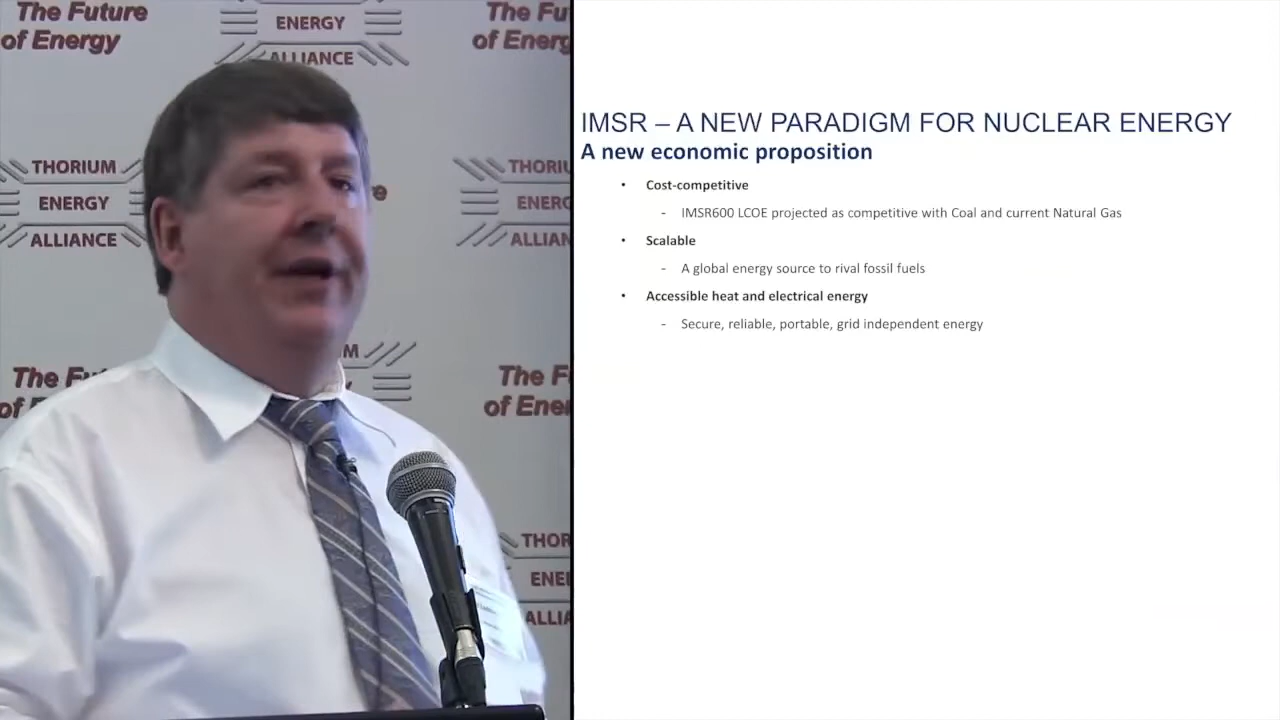 The Future
of Energy
ENERGY
ALLIANCE
The Fu
of Energ
THORIUM
ENERGY
ALLIANCE
THORIU
ENERG
ALLIAN
The Fu
of E
The F
of Ener
THOR
ENE
ALLIA
IMSR – A NEW PARADIGM FOR NUCLEAR ENERGY
A new economic proposition
• Cost-competitive
- IMSR600 LCOE projected as competitive with Coal and current Natural Gas
• Scalable
- A global energy source to rival fossil fuels
• Accessible heat and electrical energy
- Secure, reliable, portable, grid independent energy